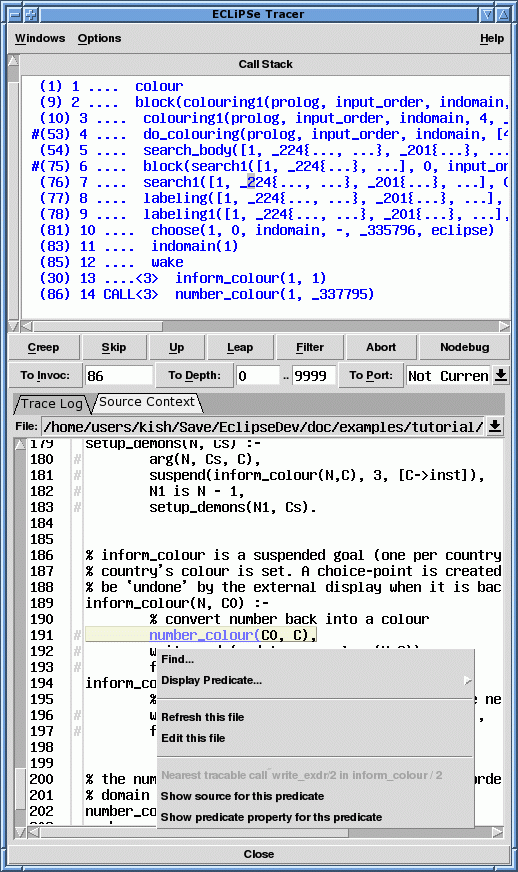 ECLiPSe Tracer
Windows Options Help
Call Stack
(1) 1 .... colour
(9) 2 .... block(colouring1(prolog, input_order, indomain,
(10) 3 .... colouring1(prolog, input_order, indomain, 4, _
#(53) 4 .... do_colouring(prolog, input_order, indomain, [4
(54) 5 .... search_body([1, _224{..., ...}, _201{...}, ...
#(75) 6 .... block(search1([1, _224{..., ...}, ...], 0, input_or
(76) 7 .... search1([1, _224{..., ...}, _201{...}, ...], 0
(77) 8 .... labeling([1, _224{..., ...}, _201{...}, ...],
(78) 9 .... labeling1([1, _224{..., ...}, _201{...}, ...],
(81) 10 .... choose(1, 0, indomain, -, _335796, eclipse)
(83) 11 .... indomain(1)
(85) 12 .... wake
(30) 13 ....<3> inform_colour(1, 1)
(86) 14 CALL<3> number_colour(1, _337795)
Creep Skip Up Leap Filter Abort Nodebug
To Invoc: 86 To Depth: 0 .. 9999 To Port: Not Curren
Trace Log Source Context
File: /home/users/kish/Save/EclipseDev/doc/examples/tutorial/
179 setup_demons(N, Cs) :-
180 # arg(N, Cs, C),
181 # suspend(inform_colour(N,C), 3, [C->inst]),
182 # N1 is N - 1,
183 # setup_demons(N1, Cs).
184
185
186 % inform_colour is a suspended goal (one per country
187 % country's colour is set. A choice-point is created
188 % be `undone' by the external display when it is bac
189 inform_colour(N, C0) :-
190 % convert number back into a colour
191 # number_colour(C0, C),
192 # w
193 # f
194 inform_c
195 % e ne
196 # w ,
197 # f
198
199
200 % the num orde
201 % domain
202 number_co
Find...
Display Predicate...
Refresh this file
Edit this file
Nearest tracable call write_exdr/2 in inform_colour / 2
Show source for this predicate
Show predicate property for ths predicate
Close